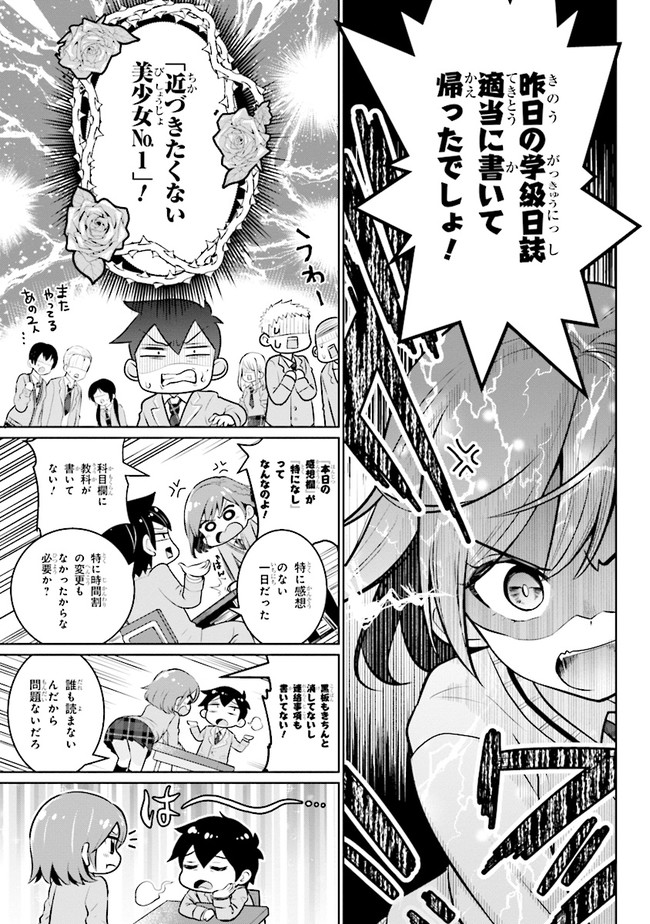 昨日の学級日誌
適当に書いて
帰ったでしょ！
「近づきたくない
美少女No.1」！
うわー
また
やってる
あの2人…
『本日の
感想欄』が
『特になし』
って
なんなのよ！
ばん
特に感想
のない
一日だった
科目欄に
教科が
書いて
ない！
特に時間割
の変更も
なかったからな
必要か？
黒板もきちんと
消してないし
連絡事項も
書いてない！
誰も読まない
んだから
問題ないだろ
は———…